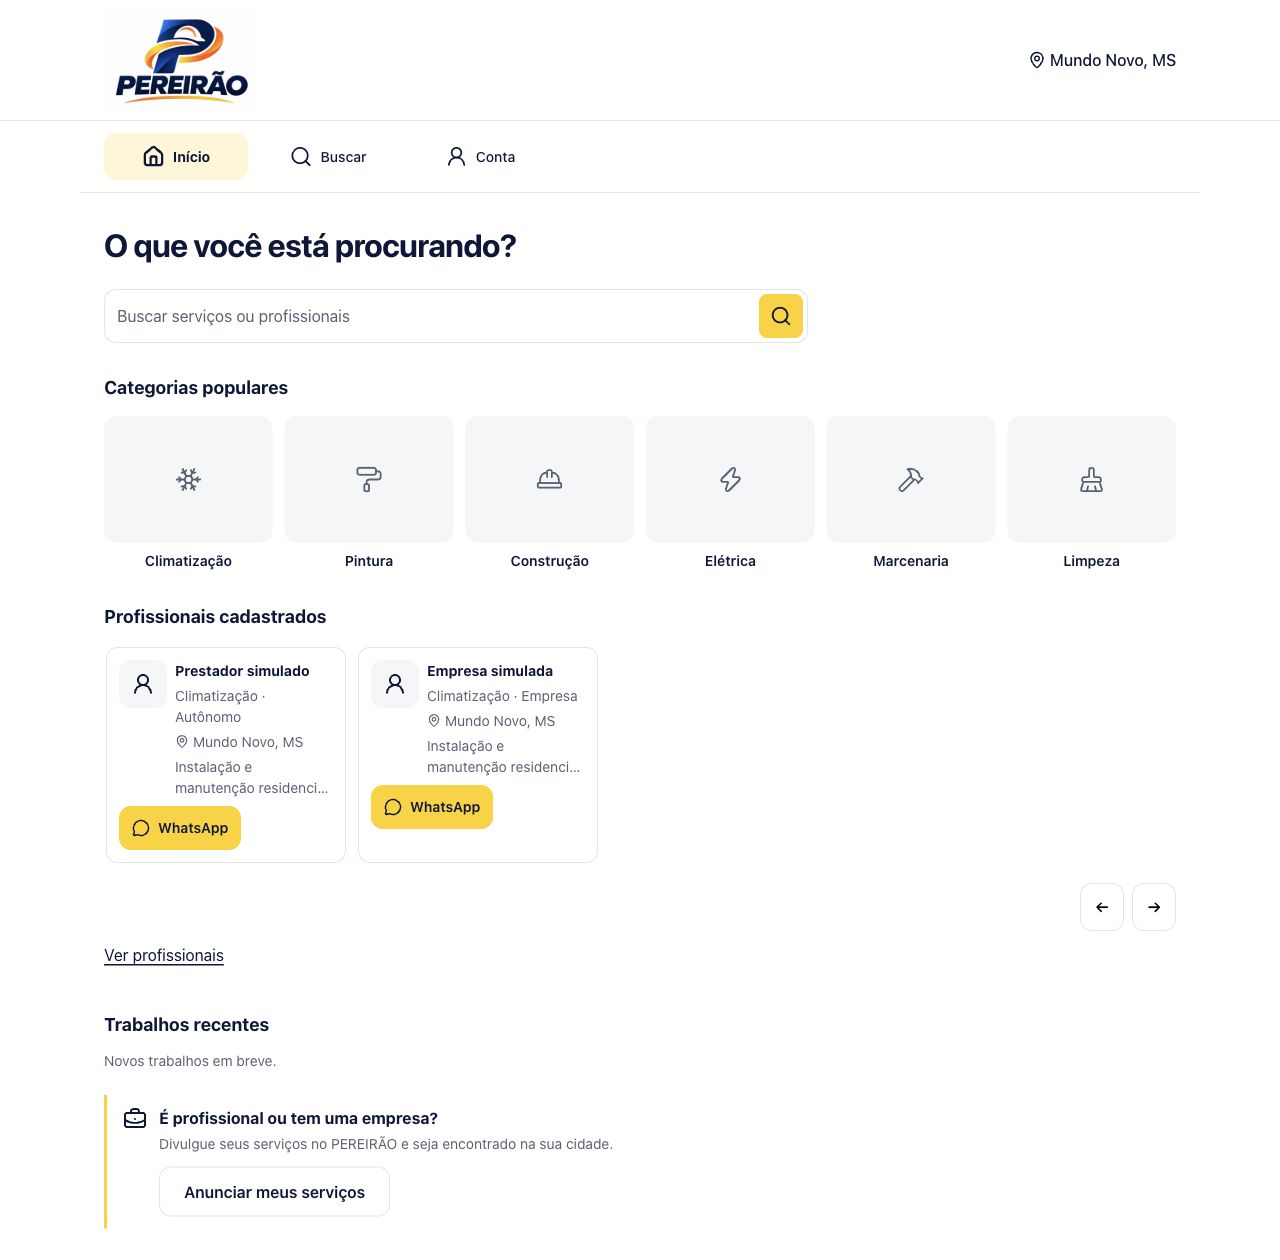 PEREIRÃO
Mundo Novo, MS
Início
Buscar
Conta
O que você está procurando?
Buscar serviços ou profissionais
Categorias populares
Climatização
Pintura
Construção
Elétrica
Marcenaria
Limpeza
Profissionais cadastrados
Prestador simulado
Climatização ·
Autônomo
Mundo Novo, MS
Instalação e
manutenção residenci...
WhatsApp
Empresa simulada
Climatização · Empresa
Mundo Novo, MS
Instalação e
manutenção residenci...
WhatsApp
Ver profissionais
Trabalhos recentes
Novos trabalhos em breve.
É profissional ou tem uma empresa?
Divulgue seus serviços no PEREIRÃO e seja encontrado na sua cidade.
Anunciar meus serviços